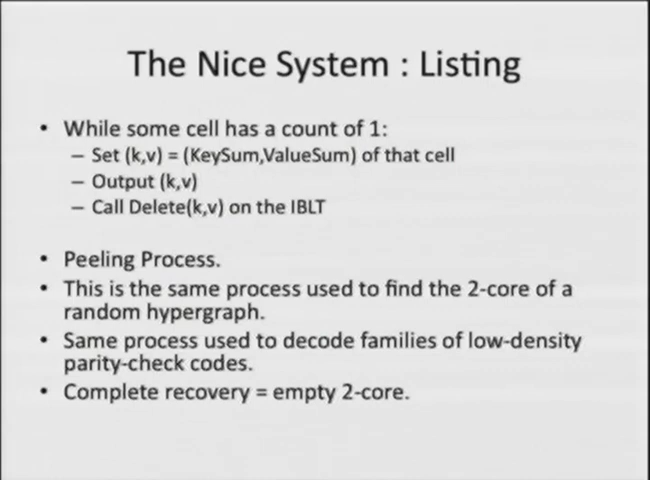 The Nice System : Listing
• While some cell has a count of 1:
– Set (k,v) = (KeySum,ValueSum) of that cell
– Output (k,v)
– Call Delete(k,v) on the IBLT
• Peeling Process.
• This is the same process used to find the 2-core of a
random hypergraph.
• Same process used to decode families of low-density
parity-check codes.
• Complete recovery = empty 2-core.